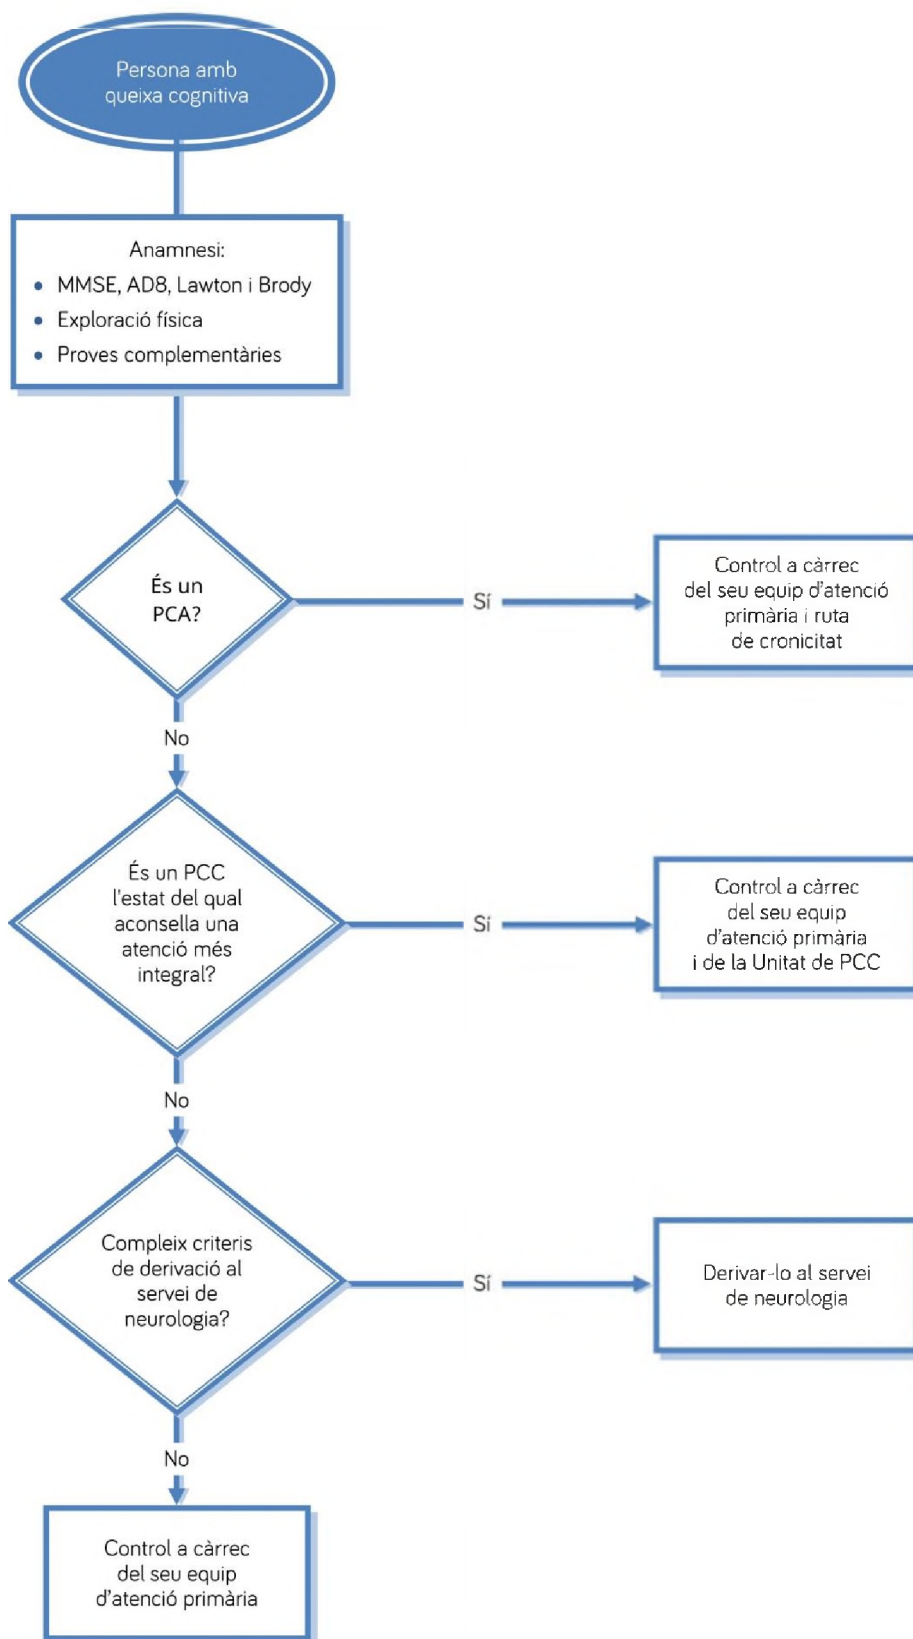 Persona amb
queixa cognitiva
Anamnesi:
• MMSE, AD8, Lawton i Brody
• Exploració física
• Proves complementàries
És un
PCA?
Sí
Control a càrrec
del seu equip d'atenció
primària i ruta
de cronicitat
No
És un PCC
l'estat del qual
aconsella una
atenció més
integral?
Sí
Control a càrrec
del seu equip
d'atenció primària
i de la Unitat de PCC
No
Compleix criteris
de derivació al
servei de
neurologia?
Sí
Derivar-lo al servei
de neurologia
No
Control a càrrec
del seu equip
d'atenció primària